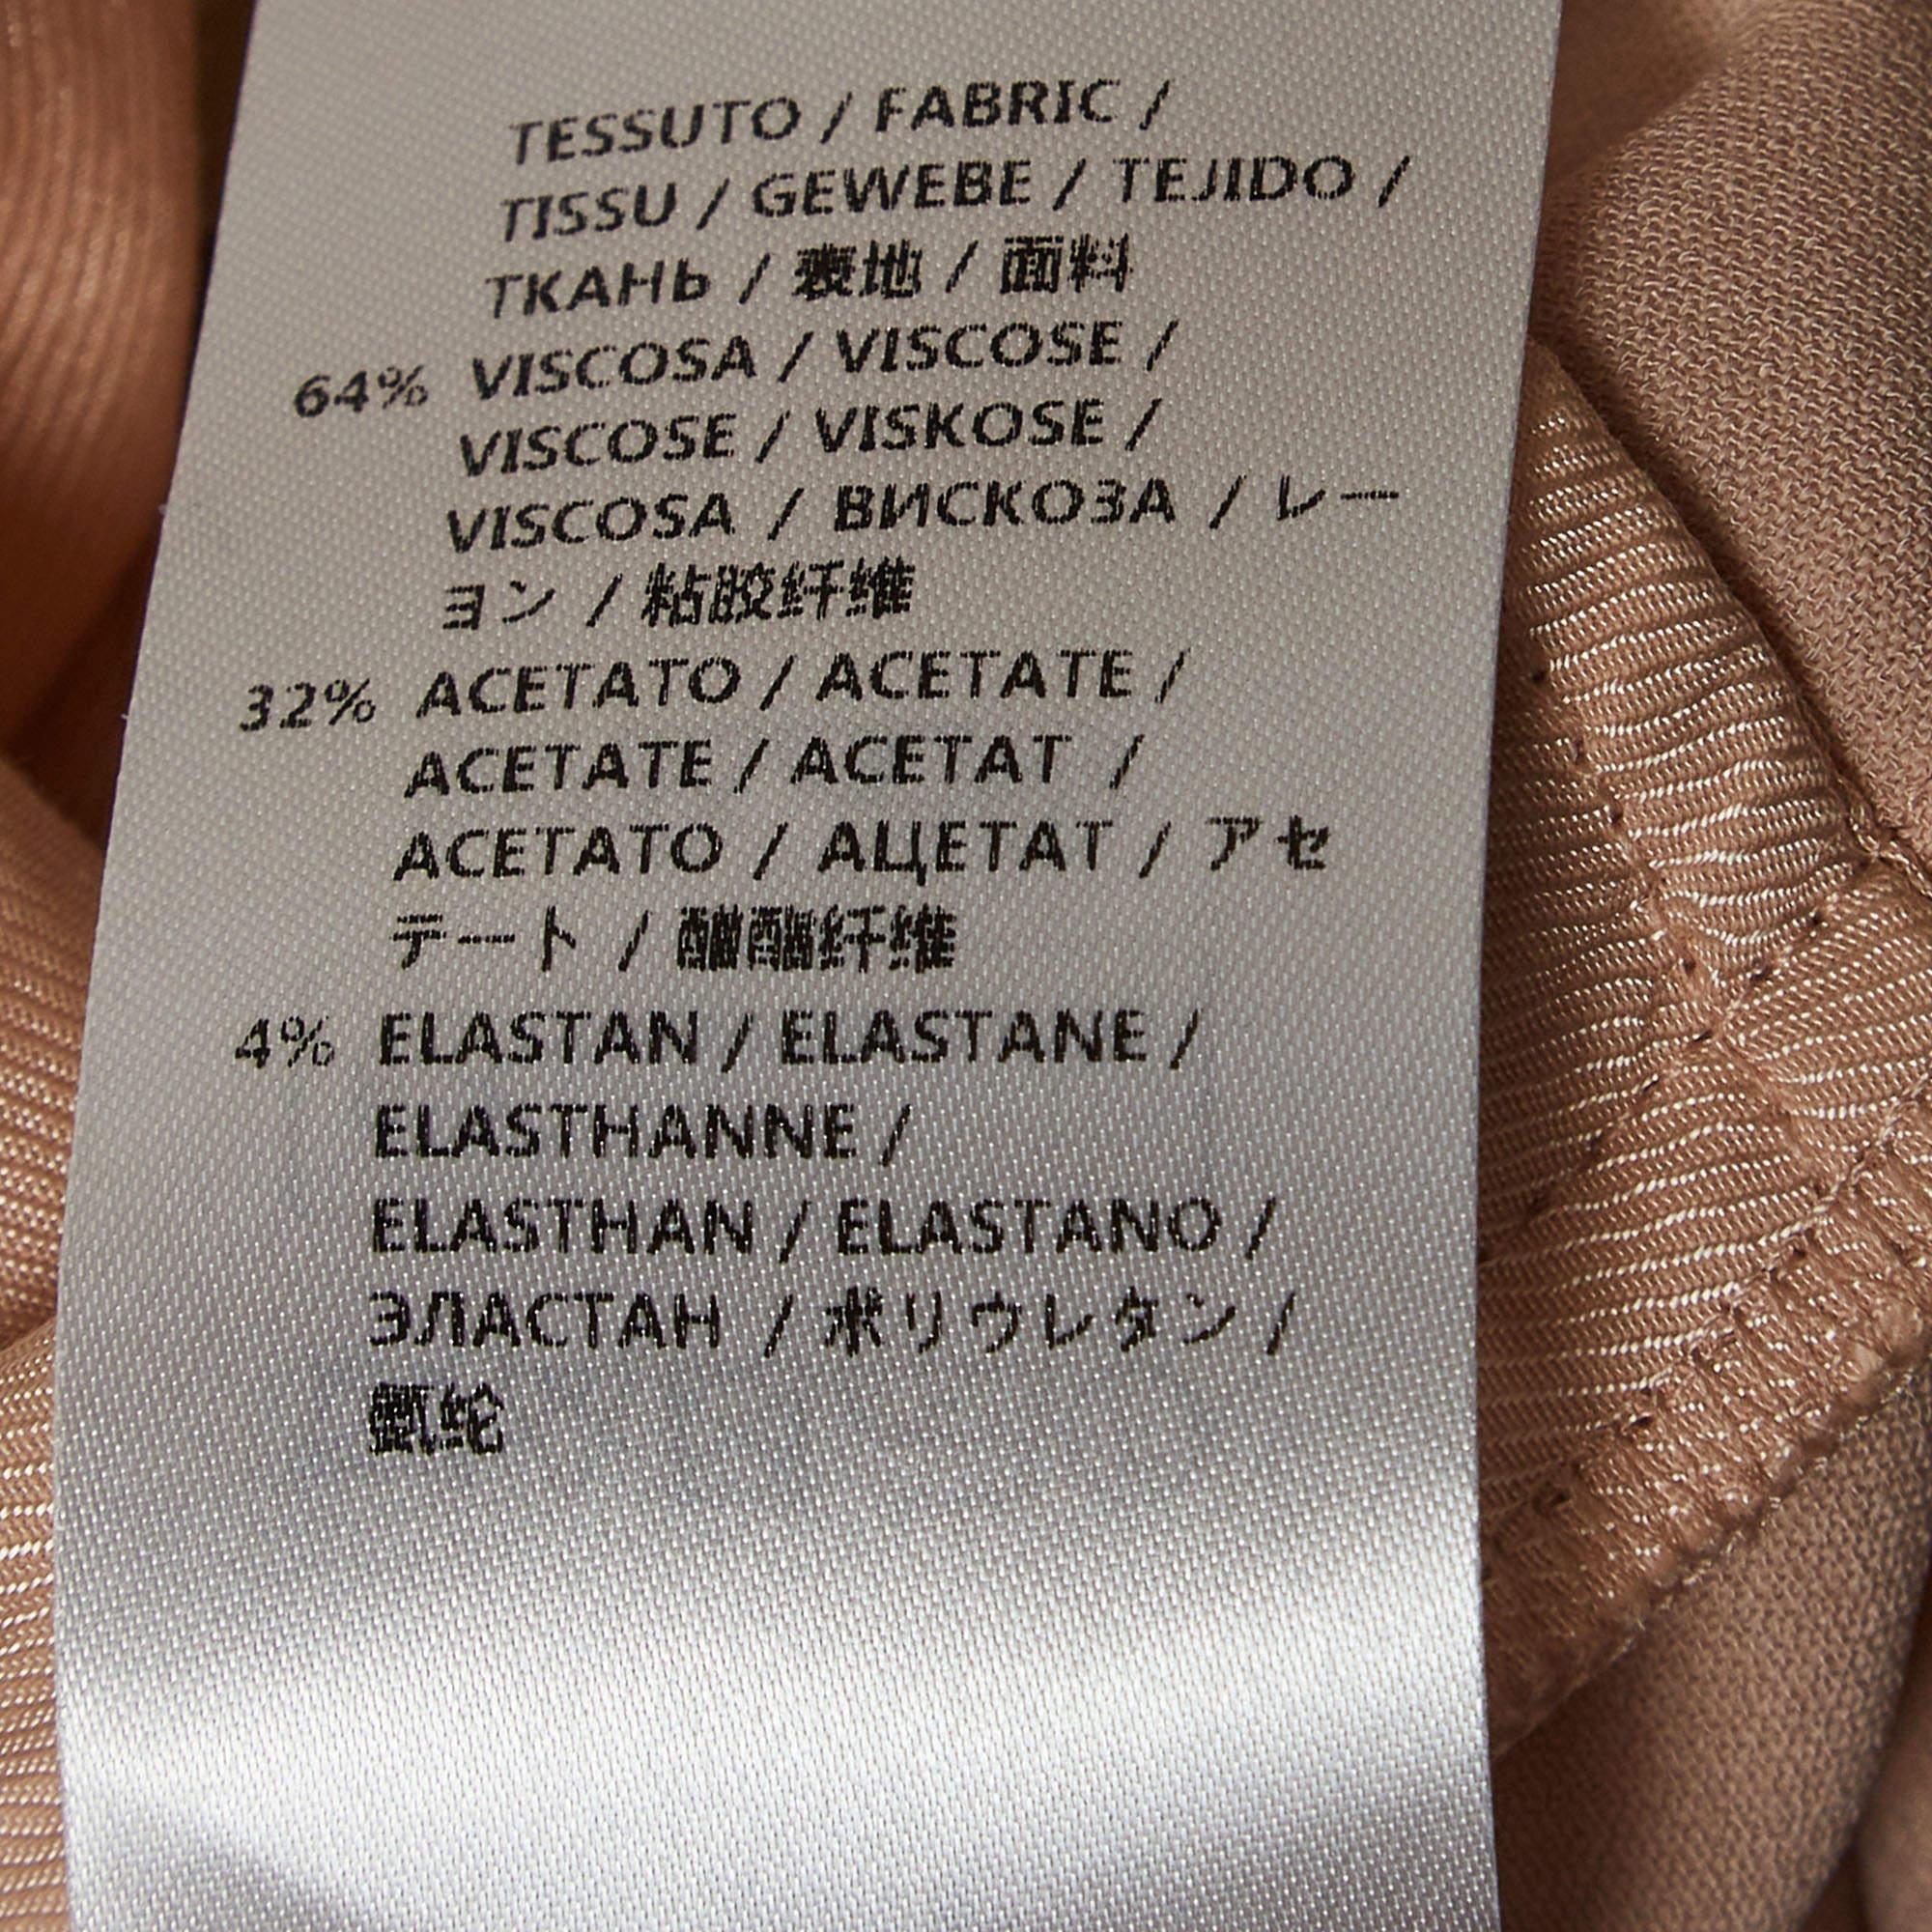 TESSUTO / FABRIC /
TISSU / GEWEBE / TEJIDO /
ТКАНЬ / 表地 / 面料
64% VISCOSA / VISCOSE /
VISCOSE / VISKOSE /
VISCOSA / ВИСКОЗА / レー
ヨン / 粘胶纤维
32% ACETATO / ACETATE /
ACETATE / ACETAT /
ACETATO / АЦЕТАТ / アセ
テート / 醋酯纤维
4% ELASTAN / ELASTANE /
ELASTHANNE /
ELASTHAN / ELASTANO /
ЭЛАСТАН / ポリウレタン /
氨纶